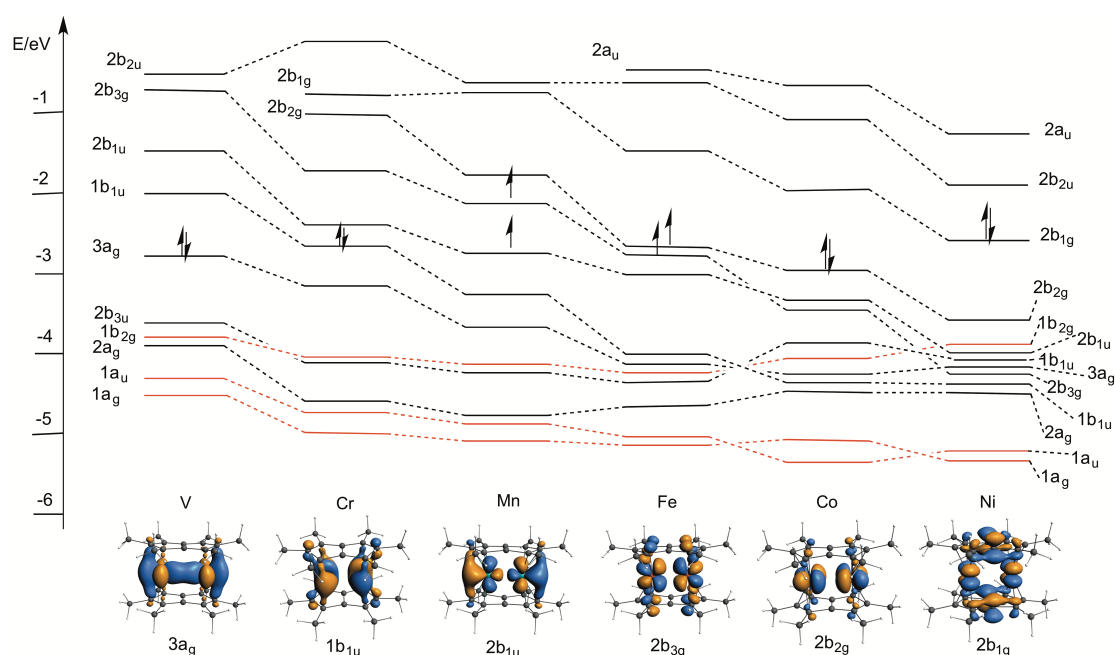 E/eV
-1
-2
-3
-4
-5
-6
2b2u
2b3g
2b1u
1b1u
3ag
2b3u
1b2g
2ag
1au
1ag
2b1g
2b2g
2au
2au
2b2u
2b1g
2b2g
1b2g
2b1u
1b1u
3ag
2b3g
1b1u
2ag
1au
1ag
V Cr Mn Fe Co Ni
3ag 1b1u 2b1u 2b3g 2b2g 2b1g